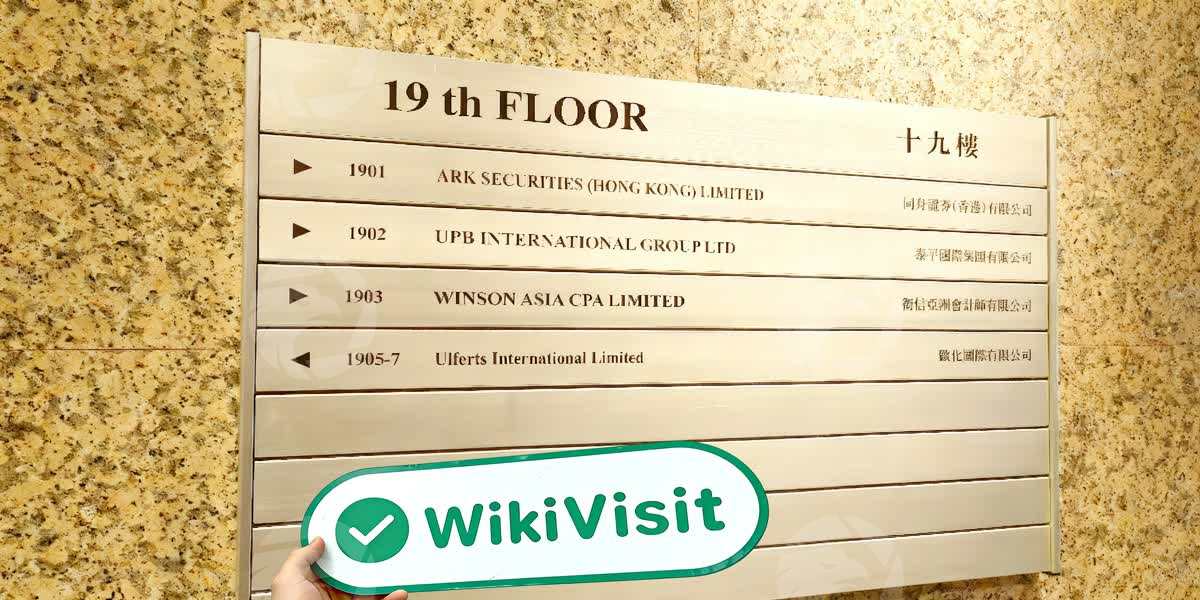 19 th FLOOR 十九樓
1901 ARK SECURITIES (HONG KONG) LIMITED 同舟證券(香港)有限公司
1902 UPB INTERNATIONAL GROUP LTD 泰平國際集團有限公司
1903 WINSON ASIA CPA LIMITED 衛信亞洲會計師有限公司
1905-7 Ulferts International Limited 歐化國際有限公司
WikiVisit